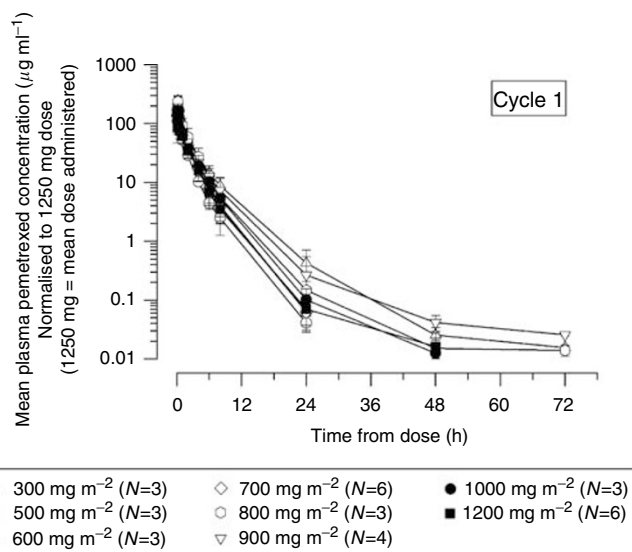 Mean plasma pemetrexed concentration (μg ml⁻¹)
Normalised to 1250 mg dose
(1250 mg = mean dose administered)
1000
100
10
1
0.1
0.01
Cycle 1
0 12 24 36 48 60 72
Time from dose (h)
300 mg m⁻² (N=3) 700 mg m⁻² (N=6) 1000 mg m⁻² (N=3)
500 mg m⁻² (N=3) 800 mg m⁻² (N=3) 1200 mg m⁻² (N=6)
600 mg m⁻² (N=3) 900 mg m⁻² (N=4)